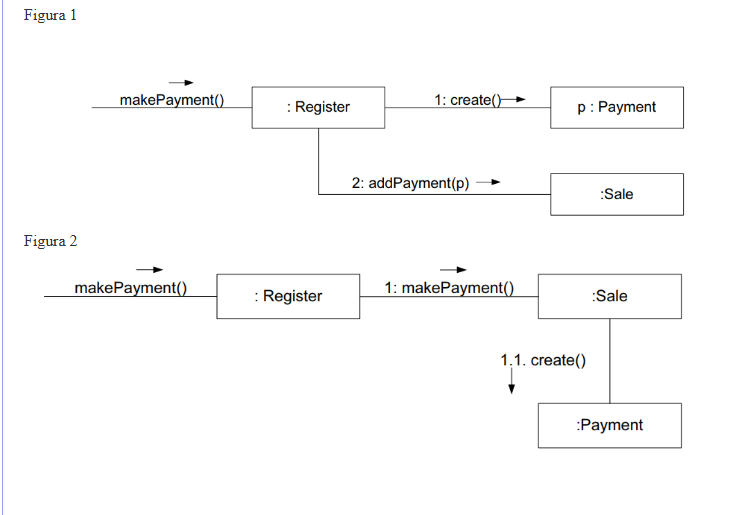 Figura 1
makePayment()
: Register
1: create()
p : Payment
2: addPayment(p)
:Sale
Figura 2
makePayment()
: Register
1: makePayment()
:Sale
1.1. create()
:Payment